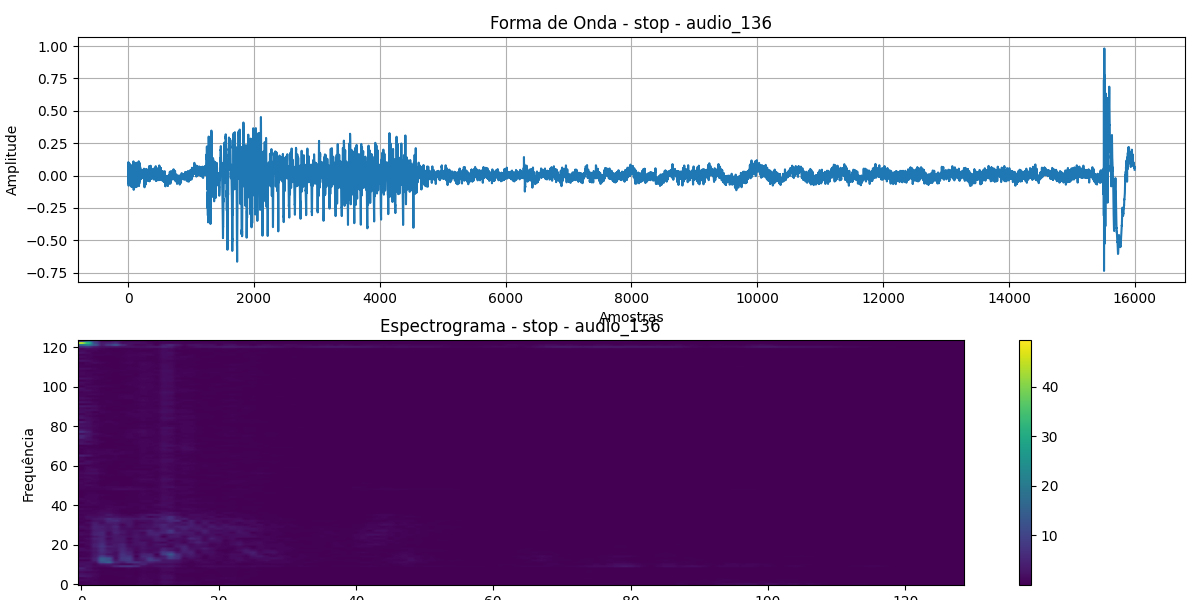 Forma de Onda - stop - audio_136
1.00
0.75
0.50
0.25
0.00
−0.25
−0.50
−0.75
Amplitude
0 2000 4000 6000 8000 10000 12000 14000 16000
Amostras
Espectrograma - stop - audio_136
120
100
80
60
40
20
0
Frequência
40
30
20
10
0 20 40 60 80 100 120